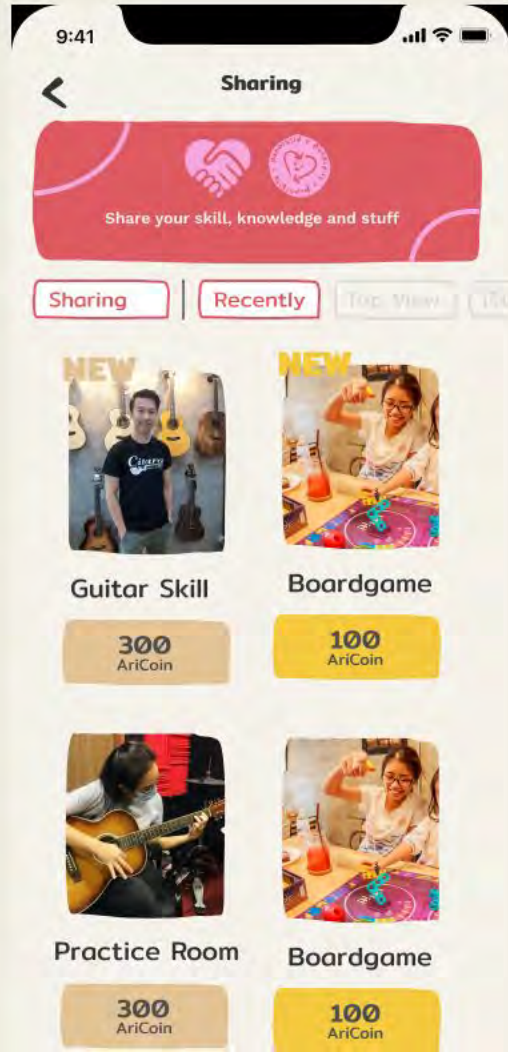 9:41
Sharing
Share your skill, knowledge and stuff
Sharing
Recently
Top View
NEW
NEW
Guitar Skill
Boardgame
300
AriCoin
100
AriCoin
Practice Room
Boardgame
300
AriCoin
100
AriCoin